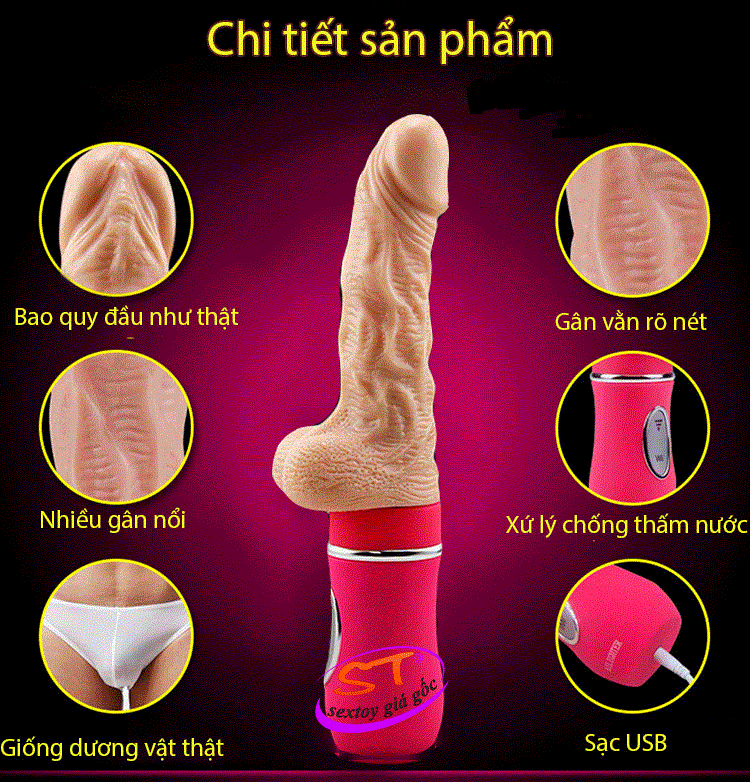 Chi tiết sản phẩm
Bao quy đầu như thật
Gân vằn rõ nét
Nhiều gân nổi
Xứ lý chống thấm nước
Giống dương vật thật
Sạc USB
ST
sextoy giá gốc